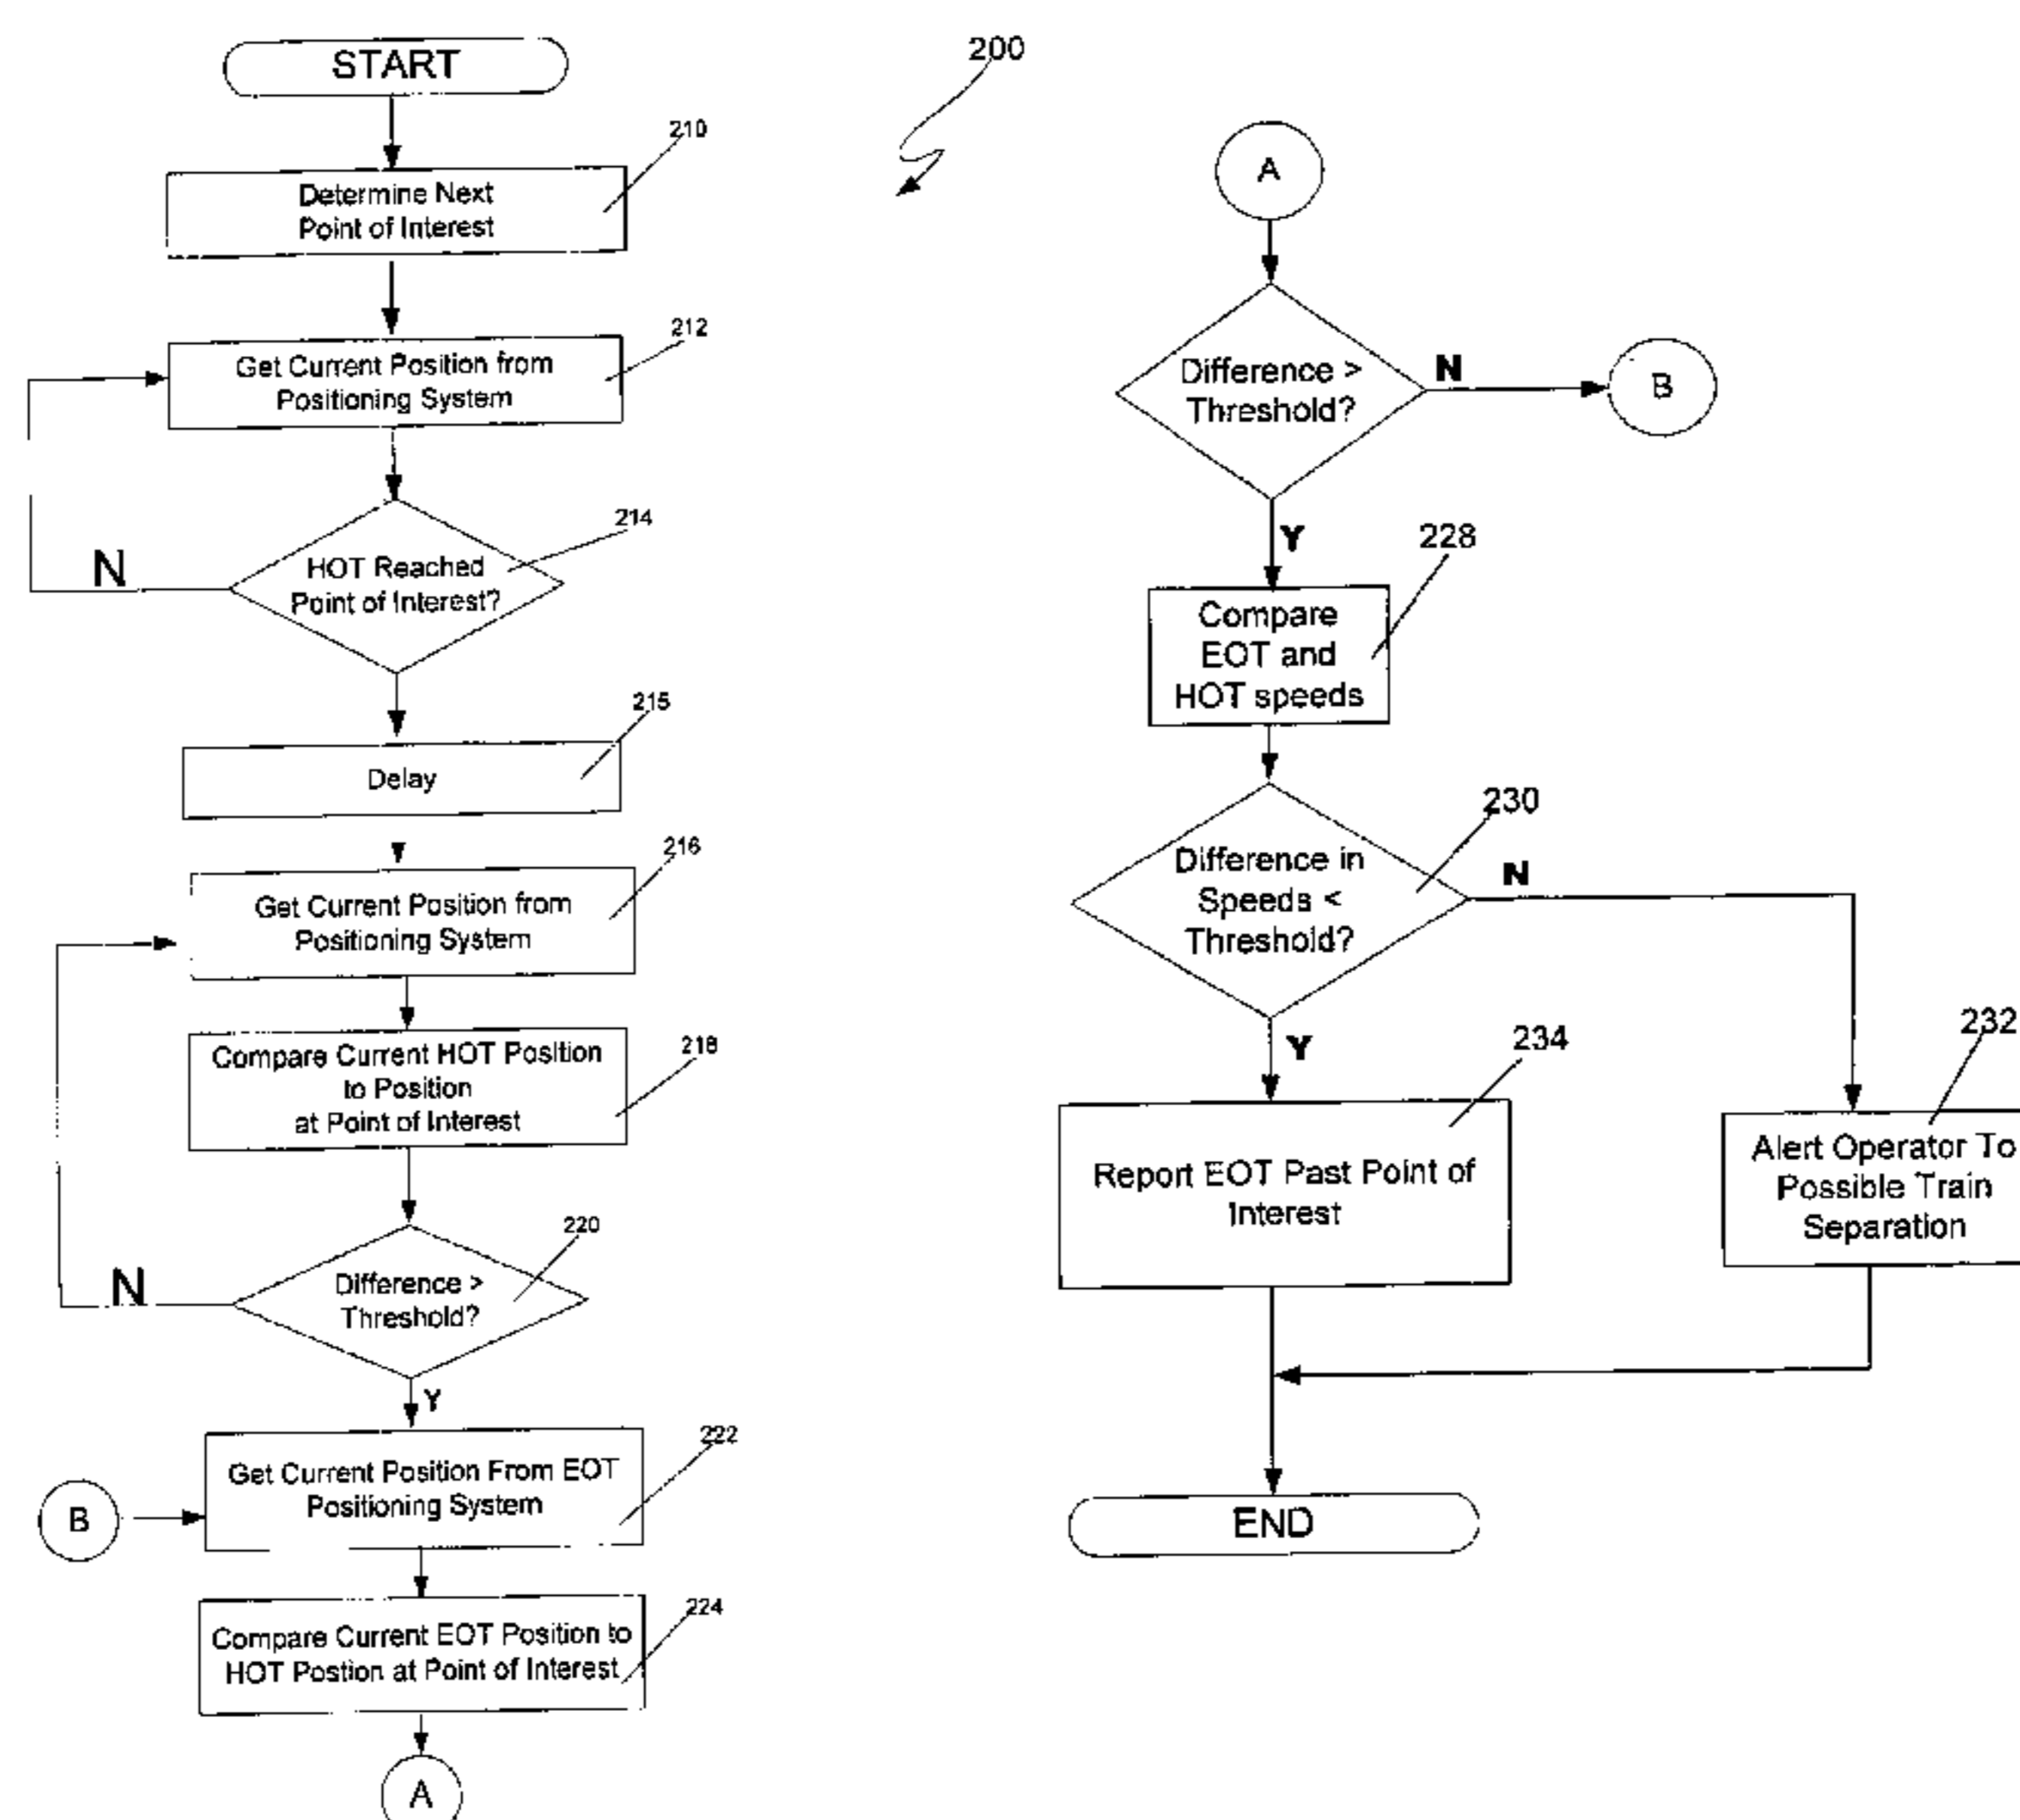 START
210
Determine Next
Point of Interest
212
Get Current Position from
Positioning System
214
HOT Reached
Point of Interest?
N
215
Delay
216
Get Current Position from
Positioning System
218
Compare Current HOT Position
to Position
at Point of Interest
220
Difference >
Threshold?
N
Y
222
Get Current Position From EOT
Positioning System
B
224
Compare Current EOT Position to
HOT Postion at Point of Interest
A
200
A
Difference >
Threshold?
N
B
Y
228
Compare
EOT and
HOT speeds
230
Difference in
Speeds <
Threshold?
N
Y
232
Alert Operator To
Possible Train
Separation
234
Report EOT Past Point of
Interest
END